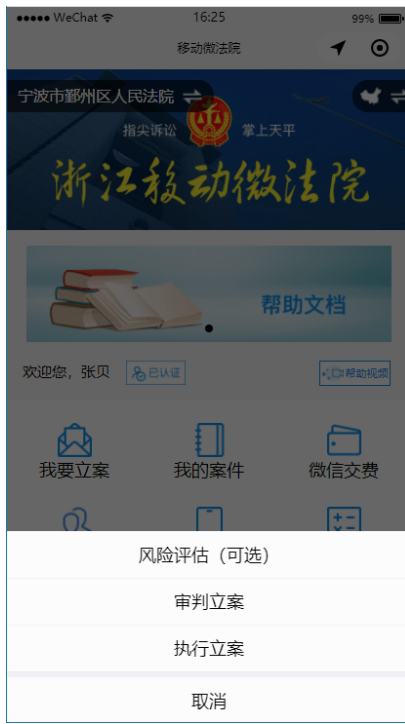 WeChat 16:25 99%
移动微法院
宁波市鄞州区人民法院
指尖诉讼 掌上天平
浙江移动微法院
帮助文档
欢迎您，张贝 已认证 帮助视频
我要立案 我的案件 微信交费
风险评估（可选）
审判立案
执行立案
取消